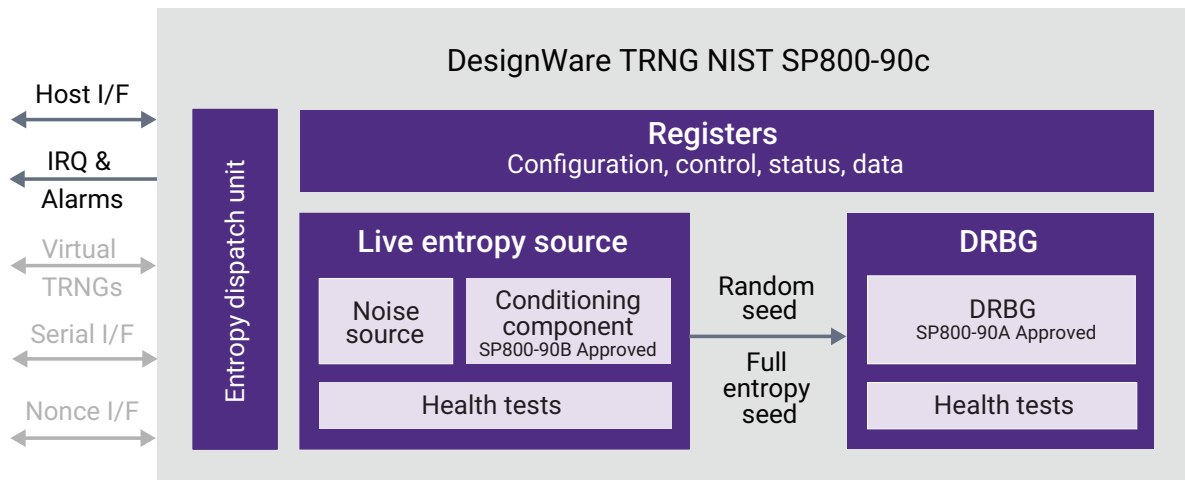 DesignWare TRNG NIST SP800-90c
Host I/F
IRQ &
Alarms
Virtual
TRNGs
Serial I/F
Nonce I/F
Entropy dispatch unit
Registers
Configuration, control, status, data
Live entropy source
Noise
source
Conditioning
component
SP800-90B Approved
Health tests
Random
seed
Full
entropy
seed
DRBG
DRBG
SP800-90A Approved
Health tests